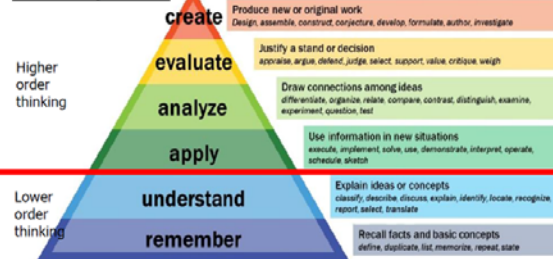 create
Produce new or original work
Design, assemble, construct, conjecture, develop, formulate, author, investigate
evaluate
Justify a stand or decision
appraise, argue, defend, judge, select, support, value, critique, weigh
Higher
order
thinking
analyze
Draw connections among ideas
differentiate, organize, relate, compare, contrast, distinguish, examine,
experiment, question, test
apply
Use information in new situations
execute, implement, solve, use, demonstrate, interpret, operate,
schedule, sketch
Lower
order
thinking
understand
Explain ideas or concepts
classify, describe, discuss, explain, identify, locate, recognize,
report, select, translate
remember
Recall facts and basic concepts
define, duplicate, list, memorize, repeat, state